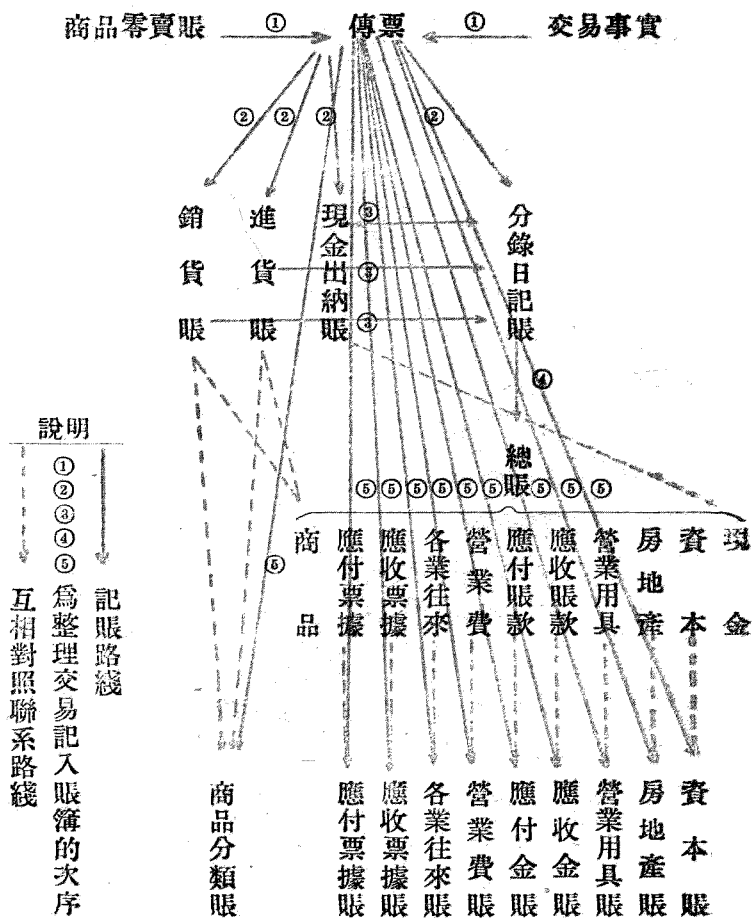 商品零賣賬 ① 傳票 ① 交易事實
② ② ② ②
銷貨賬
進貨賬
現金出納賬
分錄日記賬
③
③
③
④
總賬
⑤⑤⑤⑤⑤⑤⑤⑤⑤
⑤
商品
應付票據
應收票據
各業往來
營業費
應付賬款
應收賬款
營業用具
房地產
資本
現金
商品分類賬
應付票據賬
應收票據賬
各業往來賬
營業費賬
應付金賬
應收金賬
營業用具賬
房地產賬
資本賬
說明
記賬路綫
①②③④⑤爲整理交易記入賬簿的次序
互相對照聯系路綫